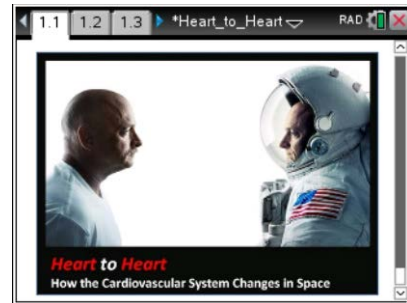 1.1 1.2 1.3 *Heart_to_Heart RAD
Heart to Heart
How the Cardiovascular System Changes in Space